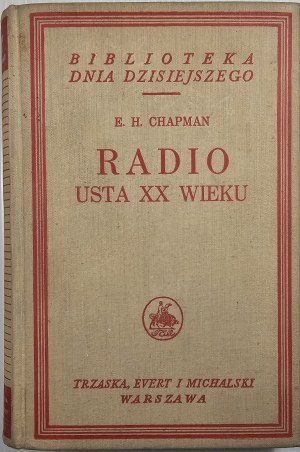 BIBLIOTEKA
DNIA DZISIEJSZEGO
E. H. CHAPMAN
RADIO
USTA XX WIEKU
TRZASKA, EVERT I MICHALSKI
WARSZAWA